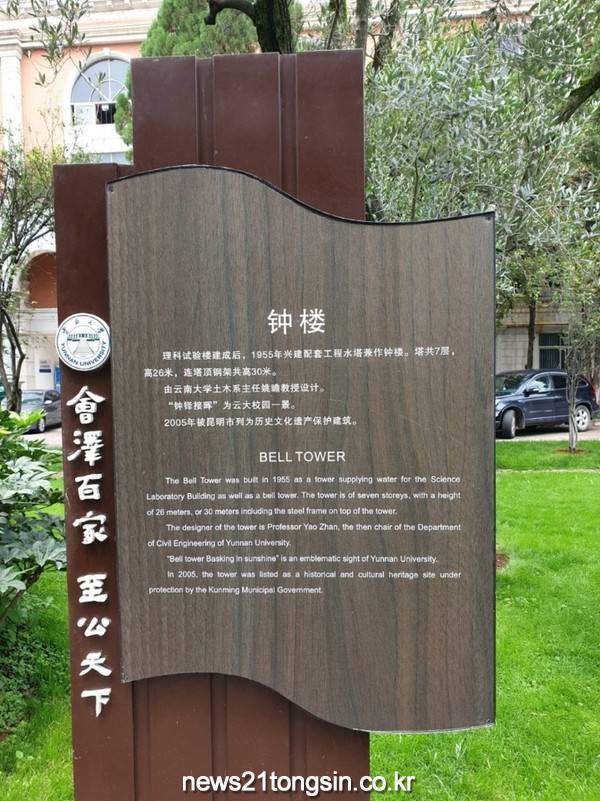 钟楼
理科试验楼建成后，1955年兴建配套工程水塔兼作钟楼。塔共7层，
高26米，连塔顶钢架共高30米。
由云南大学土木系主任姚瞻教授设计。
“钟铎接晖”为云大校园一景。
2005年被昆明市列为历史文化遗产保护建筑。
BELL TOWER
The Bell Tower was built in 1955 as a tower supplying water for the Science
Laboratory Building as well as a bell tower. The tower is of seven storeys, with a height
of 26 meters, or 30 meters including the steel frame on top of the tower.
The designer of the tower is Professor Yao Zhan, the then chair of the Department
of Civil Engineering of Yunnan University.
"Bell tower Basking in sunshine" is an emblematic sight of Yunnan University.
In 2005, the tower was listed as a historical and cultural heritage site under
protection by the Kunming Municipal Government.
YUNNAN UNIVERSITY
會澤百家 至公天下
news21tongsin.co.kr